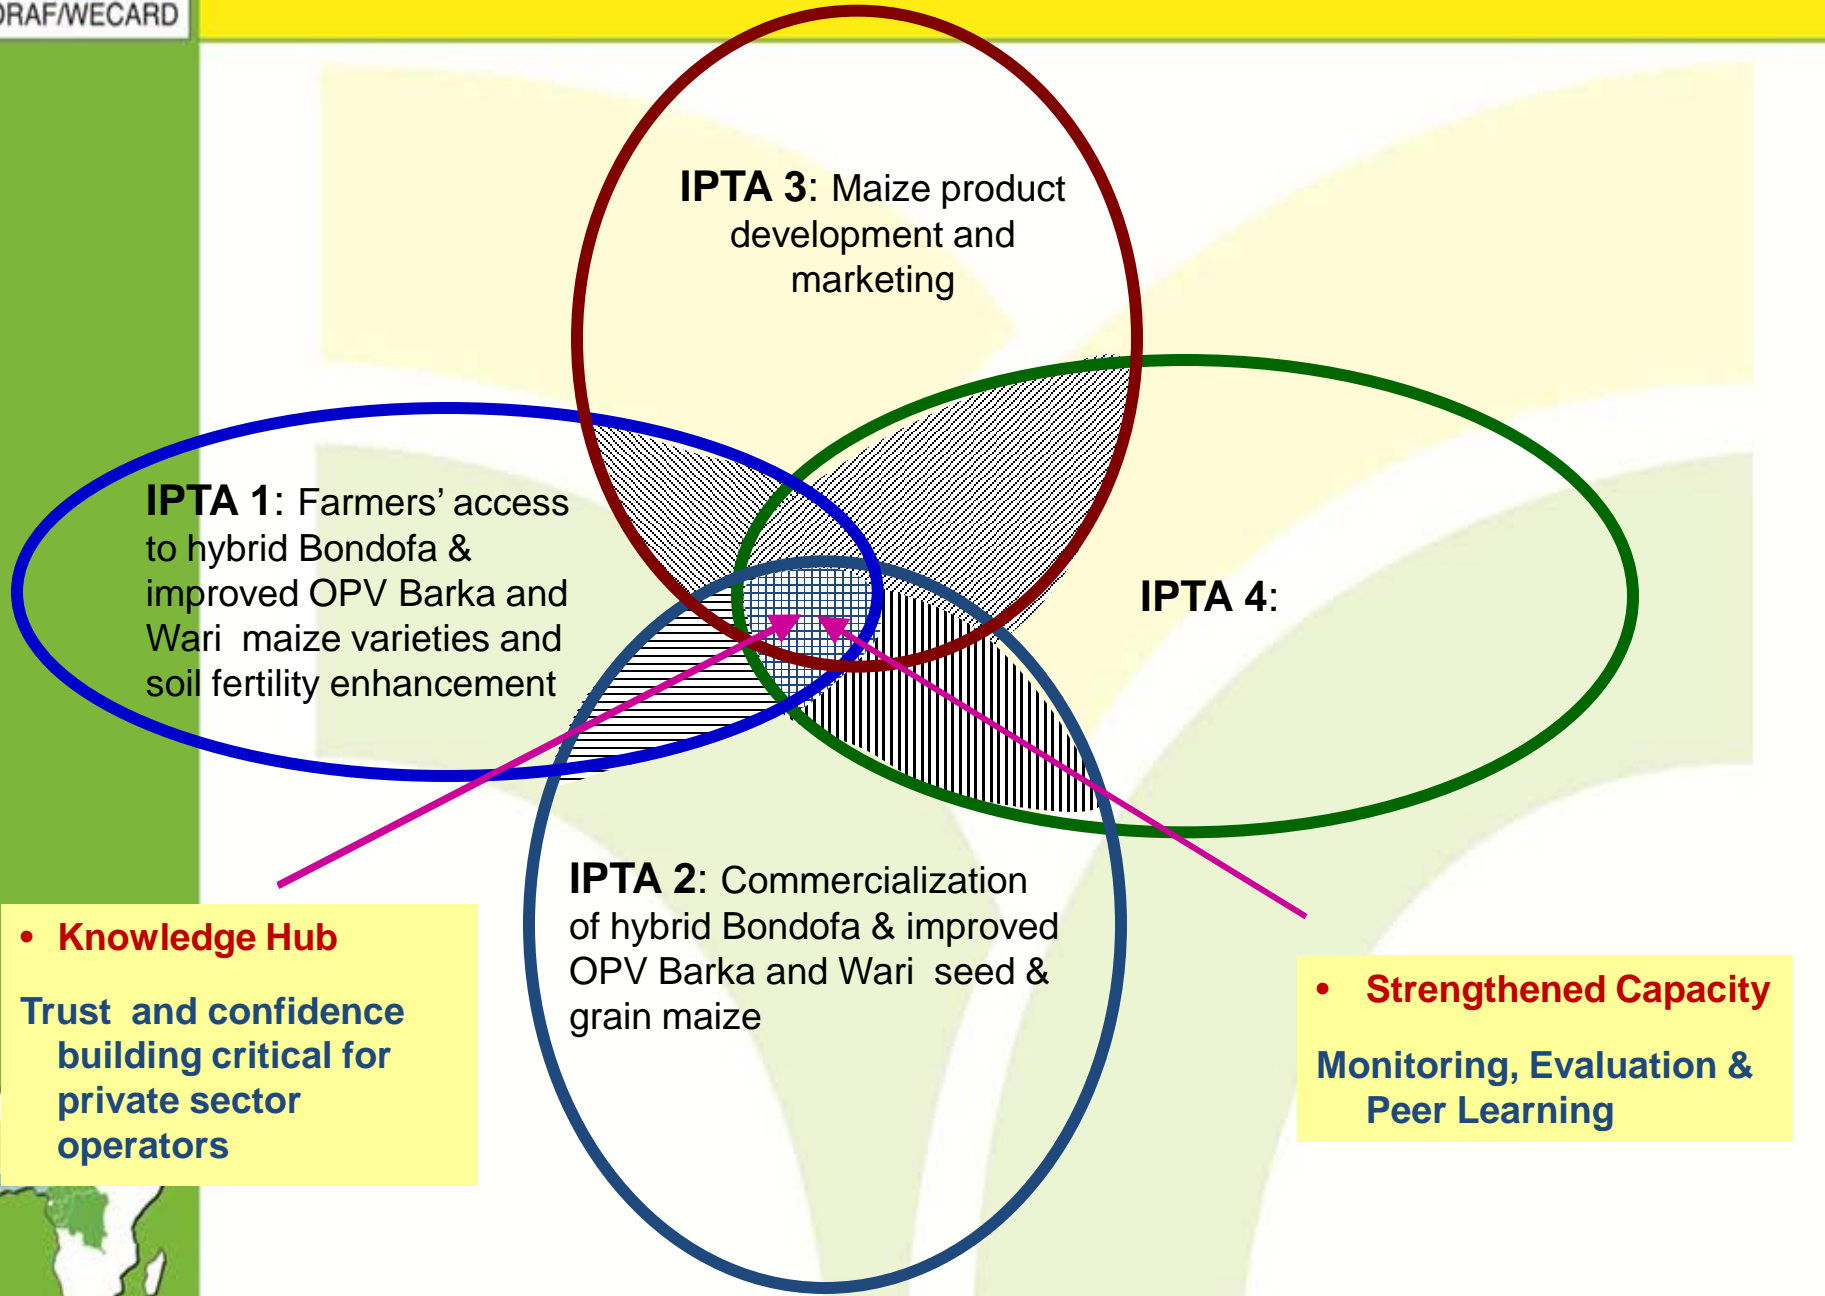 ORAF/WECARD
IPTA 3: Maize product
development and
marketing
IPTA 1: Farmers’ access
to hybrid Bondofa &
improved OPV Barka and
Wari maize varieties and
soil fertility enhancement
IPTA 4:
IPTA 2: Commercialization
of hybrid Bondofa & improved
OPV Barka and Wari seed &
grain maize
• Knowledge Hub
Trust and confidence
building critical for
private sector
operators
• Strengthened Capacity
Monitoring, Evaluation &
Peer Learning